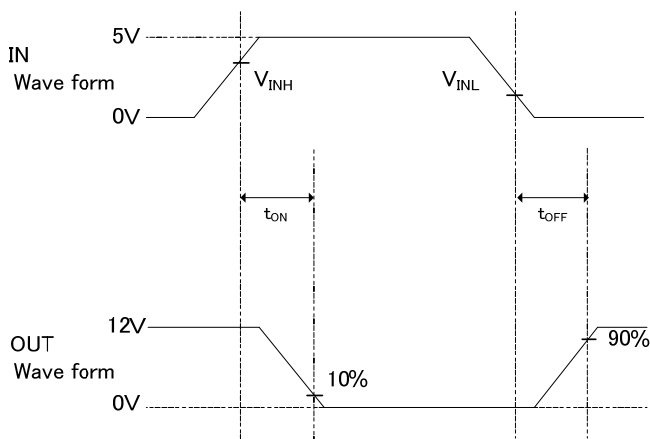 5V
IN
Wave form
V_INH
V_INL
0V
t_ON
t_OFF
12V
OUT
90%
Wave form
10%
0V